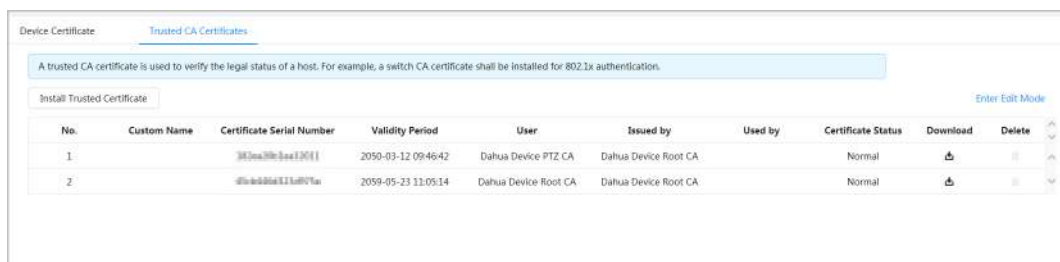 Device Certificate Trusted CA Certificates
A trusted CA certificate is used to verify the legal status of a host. For example, a switch CA certificate shall be installed for 802.1x authentication.
Install Trusted Certificate Enter Edit Mode
No. Custom Name Certificate Serial Number Validity Period User Issued by Used by Certificate Status Download Delete
1 2050-03-12 09:46:42 Dahua Device PTZ CA Dahua Device Root CA Normal
2 2059-05-23 11:05:14 Dahua Device Root CA Dahua Device Root CA Normal